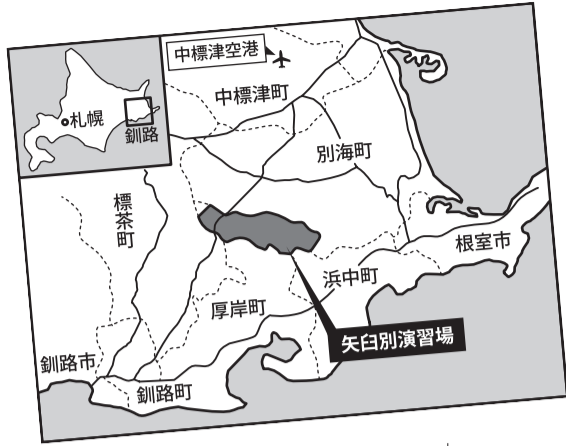 中標津空港
中標津町
札幌
釧路
別海町
標茶町
根室市
浜中町
厚岸町
矢臼別演習場
釧路市
釧路町